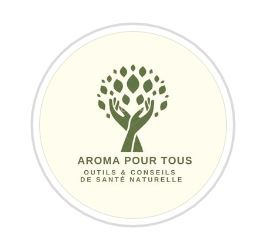 AROMA POUR TOUS
OUTILS & CONSEILS
DE SANTÉ NATURELLE